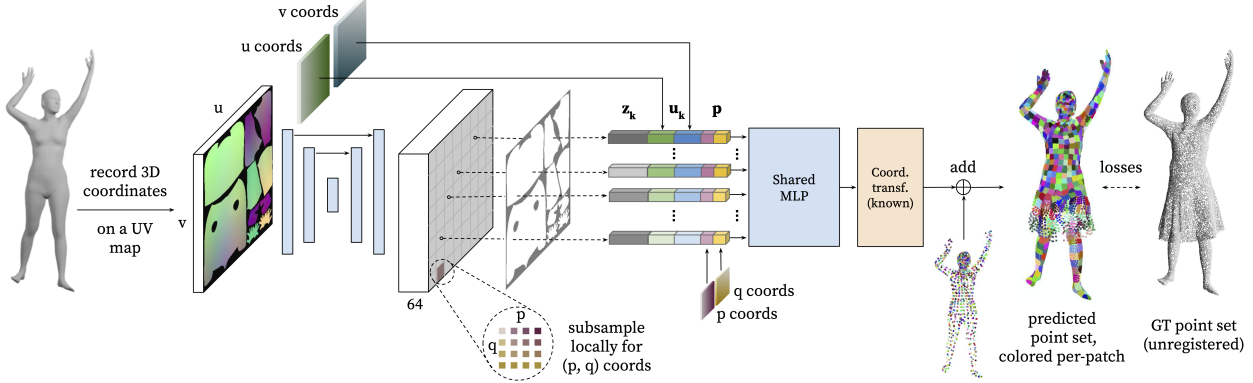 v coords
u coords
u
v
record 3D
coordinates
on a UV
map
64
p
q
subsample
locally for
(p, q) coords
z_k
u_k
p
q coords
p coords
Shared
MLP
Coord.
transf.
(known)
add
predicted
point set,
colored per-patch
losses
GT point set
(unregistered)